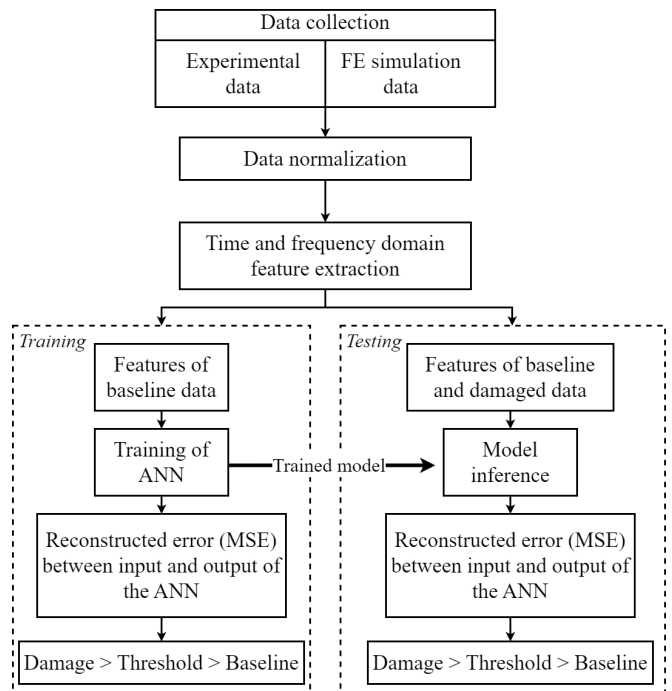 Data collection
Experimental
data
FE simulation
data
Data normalization
Time and frequency domain
feature extraction
Training
Features of
baseline data
Training of
ANN
Trained model
Reconstructed error (MSE)
between input and output of
the ANN
Damage > Threshold > Baseline
Testing
Features of baseline
and damaged data
Model
inference
Reconstructed error (MSE)
between input and output of
the ANN
Damage > Threshold > Baseline